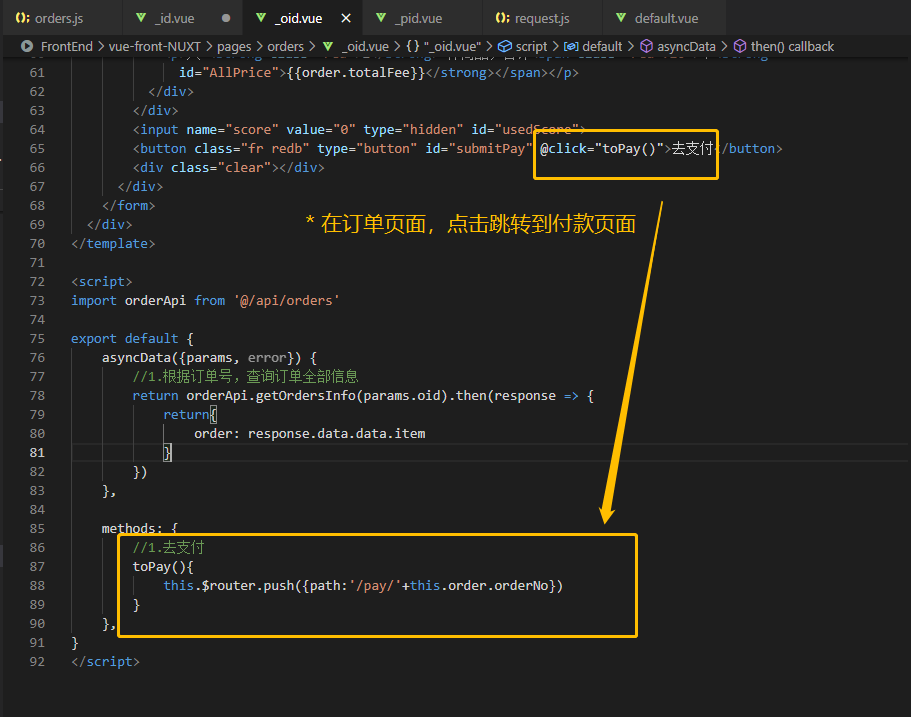 orders.js _id.vue _oid.vue _pid.vue request.js default.vue
FrontEnd > vue-front-NUXT > pages > orders > _oid.vue > {} "_oid.vue" > script > default > asyncData > then() callback
61 id="AllPrice">{{order.totalFee}}</strong></span></p>
62 </div>
63 </div>
64 <input name="score" value="0" type="hidden" id="usedScore">
65 <button class="fr redb" type="button" id="submitPay" @click="toPay()">去支付</button>
66 <div class="clear"></div>
67 </div>
68 </form>
* 在订单页面，点击跳转到付款页面
69 </div>
70 </template>
71
72 <script>
73 import orderApi from '@/api/orders'
74
75 export default {
76 asyncData({params, error}) {
77 //1.根据订单号，查询订单全部信息
78 return orderApi.getOrdersInfo(params.oid).then(response => {
79 return{
80 order: response.data.data.item
81 }
82 })
83 },
84
85 methods: {
86 //1.去支付
87 toPay(){
88 this.$router.push({path:'/pay/'+this.order.orderNo})
89 }
90 },
91 }
92 </script>